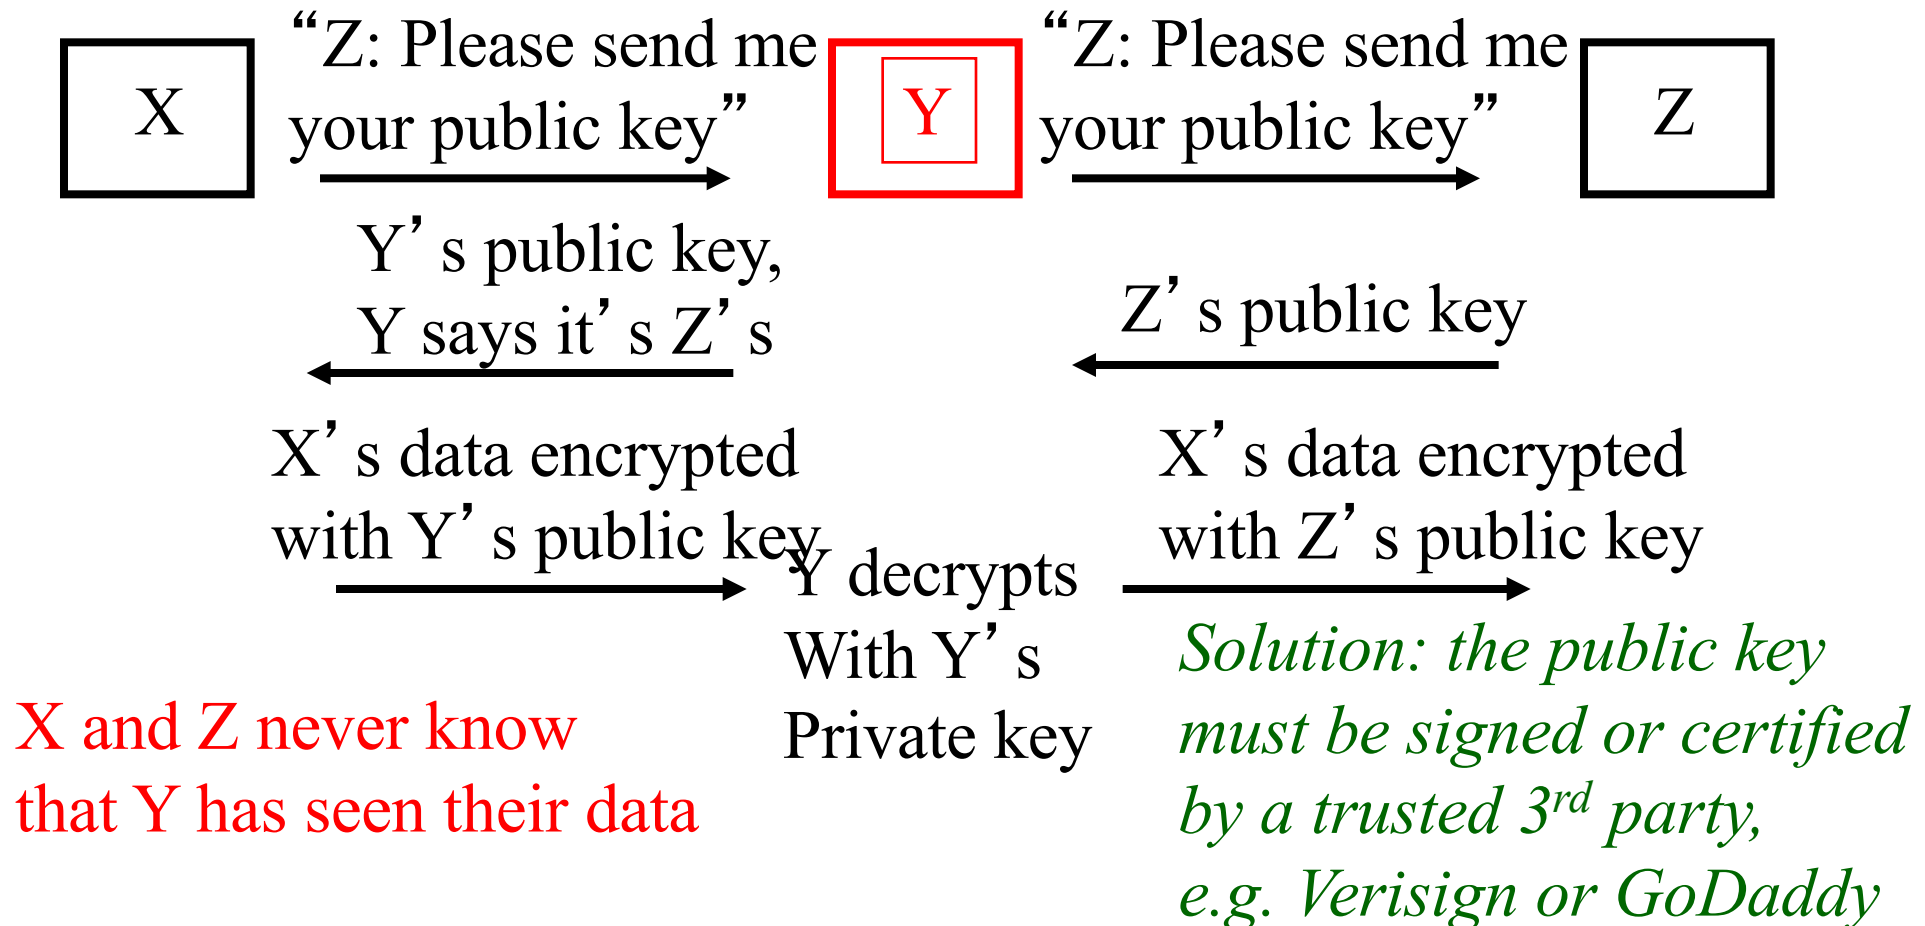 X
“Z: Please send me
your public key”
Y
“Z: Please send me
your public key”
Z
Y’s public key,
Y says it’s Z’s
Z’s public key
X’s data encrypted
with Y’s public key
X’s data encrypted
with Z’s public key
Y decrypts
With Y’s
Private key
X and Z never know
that Y has seen their data
Solution: the public key
must be signed or certified
by a trusted 3rd party,
e.g. Verisign or GoDaddy